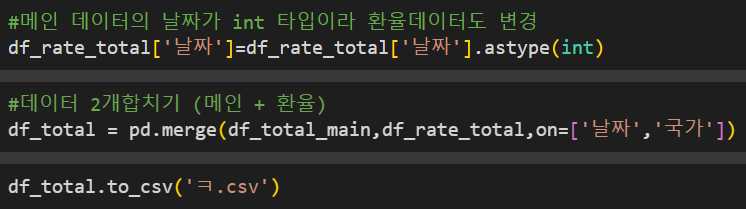 #메인 데이터의 날짜가 int 타입이라 환율데이터도 변경
df_rate_total['날짜']=df_rate_total['날짜'].astype(int)
#데이터 2개합치기 (메인 + 환율)
df_total = pd.merge(df_total_main,df_rate_total,on=['날짜','국가'])
df_total.to_csv('ㅋ.csv')